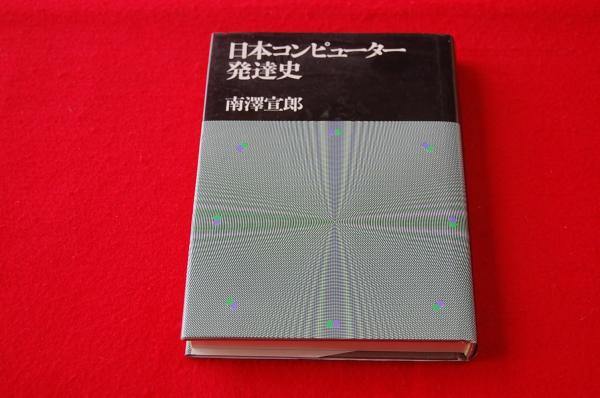 日本コンピューター
発達史
南澤宣郎